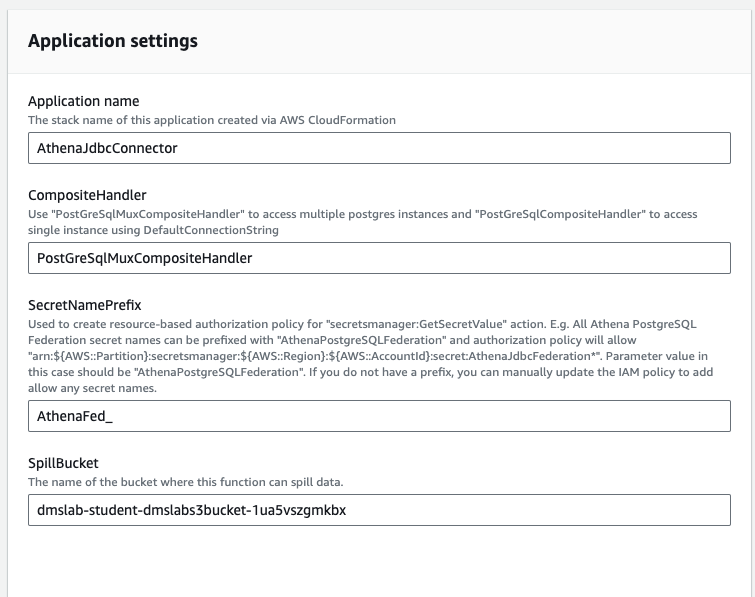 Application settings
Application name
The stack name of this application created via AWS CloudFormation
AthenaJdbcConnector
CompositeHandler
Use "PostGreSqlMuxCompositeHandler" to access multiple postgres instances and "PostGreSqlCompositeHandler" to access
single instance using DefaultConnectionString
PostGreSqlMuxCompositeHandler
SecretNamePrefix
Used to create resource-based authorization policy for "secretsmanager:GetSecretValue" action. E.g. All Athena PostgreSQL
Federation secret names can be prefixed with "AthenaPostgreSQLFederation" and authorization policy will allow
"arn:${AWS::Partition}:secretsmanager:${AWS::Region}:${AWS::AccountId}:secret:AthenaJdbcFederation*". Parameter value in
this case should be "AthenaPostgreSQLFederation". If you do not have a prefix, you can manually update the IAM policy to add
allow any secret names.
AthenaFed_
SpillBucket
The name of the bucket where this function can spill data.
dmslab-student-dmslabs3bucket-1ua5vszgmkbx